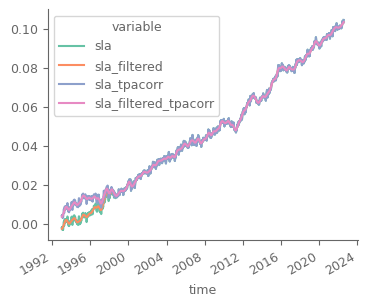 variable
sla
sla_filtered
sla_tpacorr
sla_filtered_tpacorr
0.10
0.08
0.06
0.04
0.02
0.00
1992
1996
2000
2004
2008
2012
2016
2020
2024
time